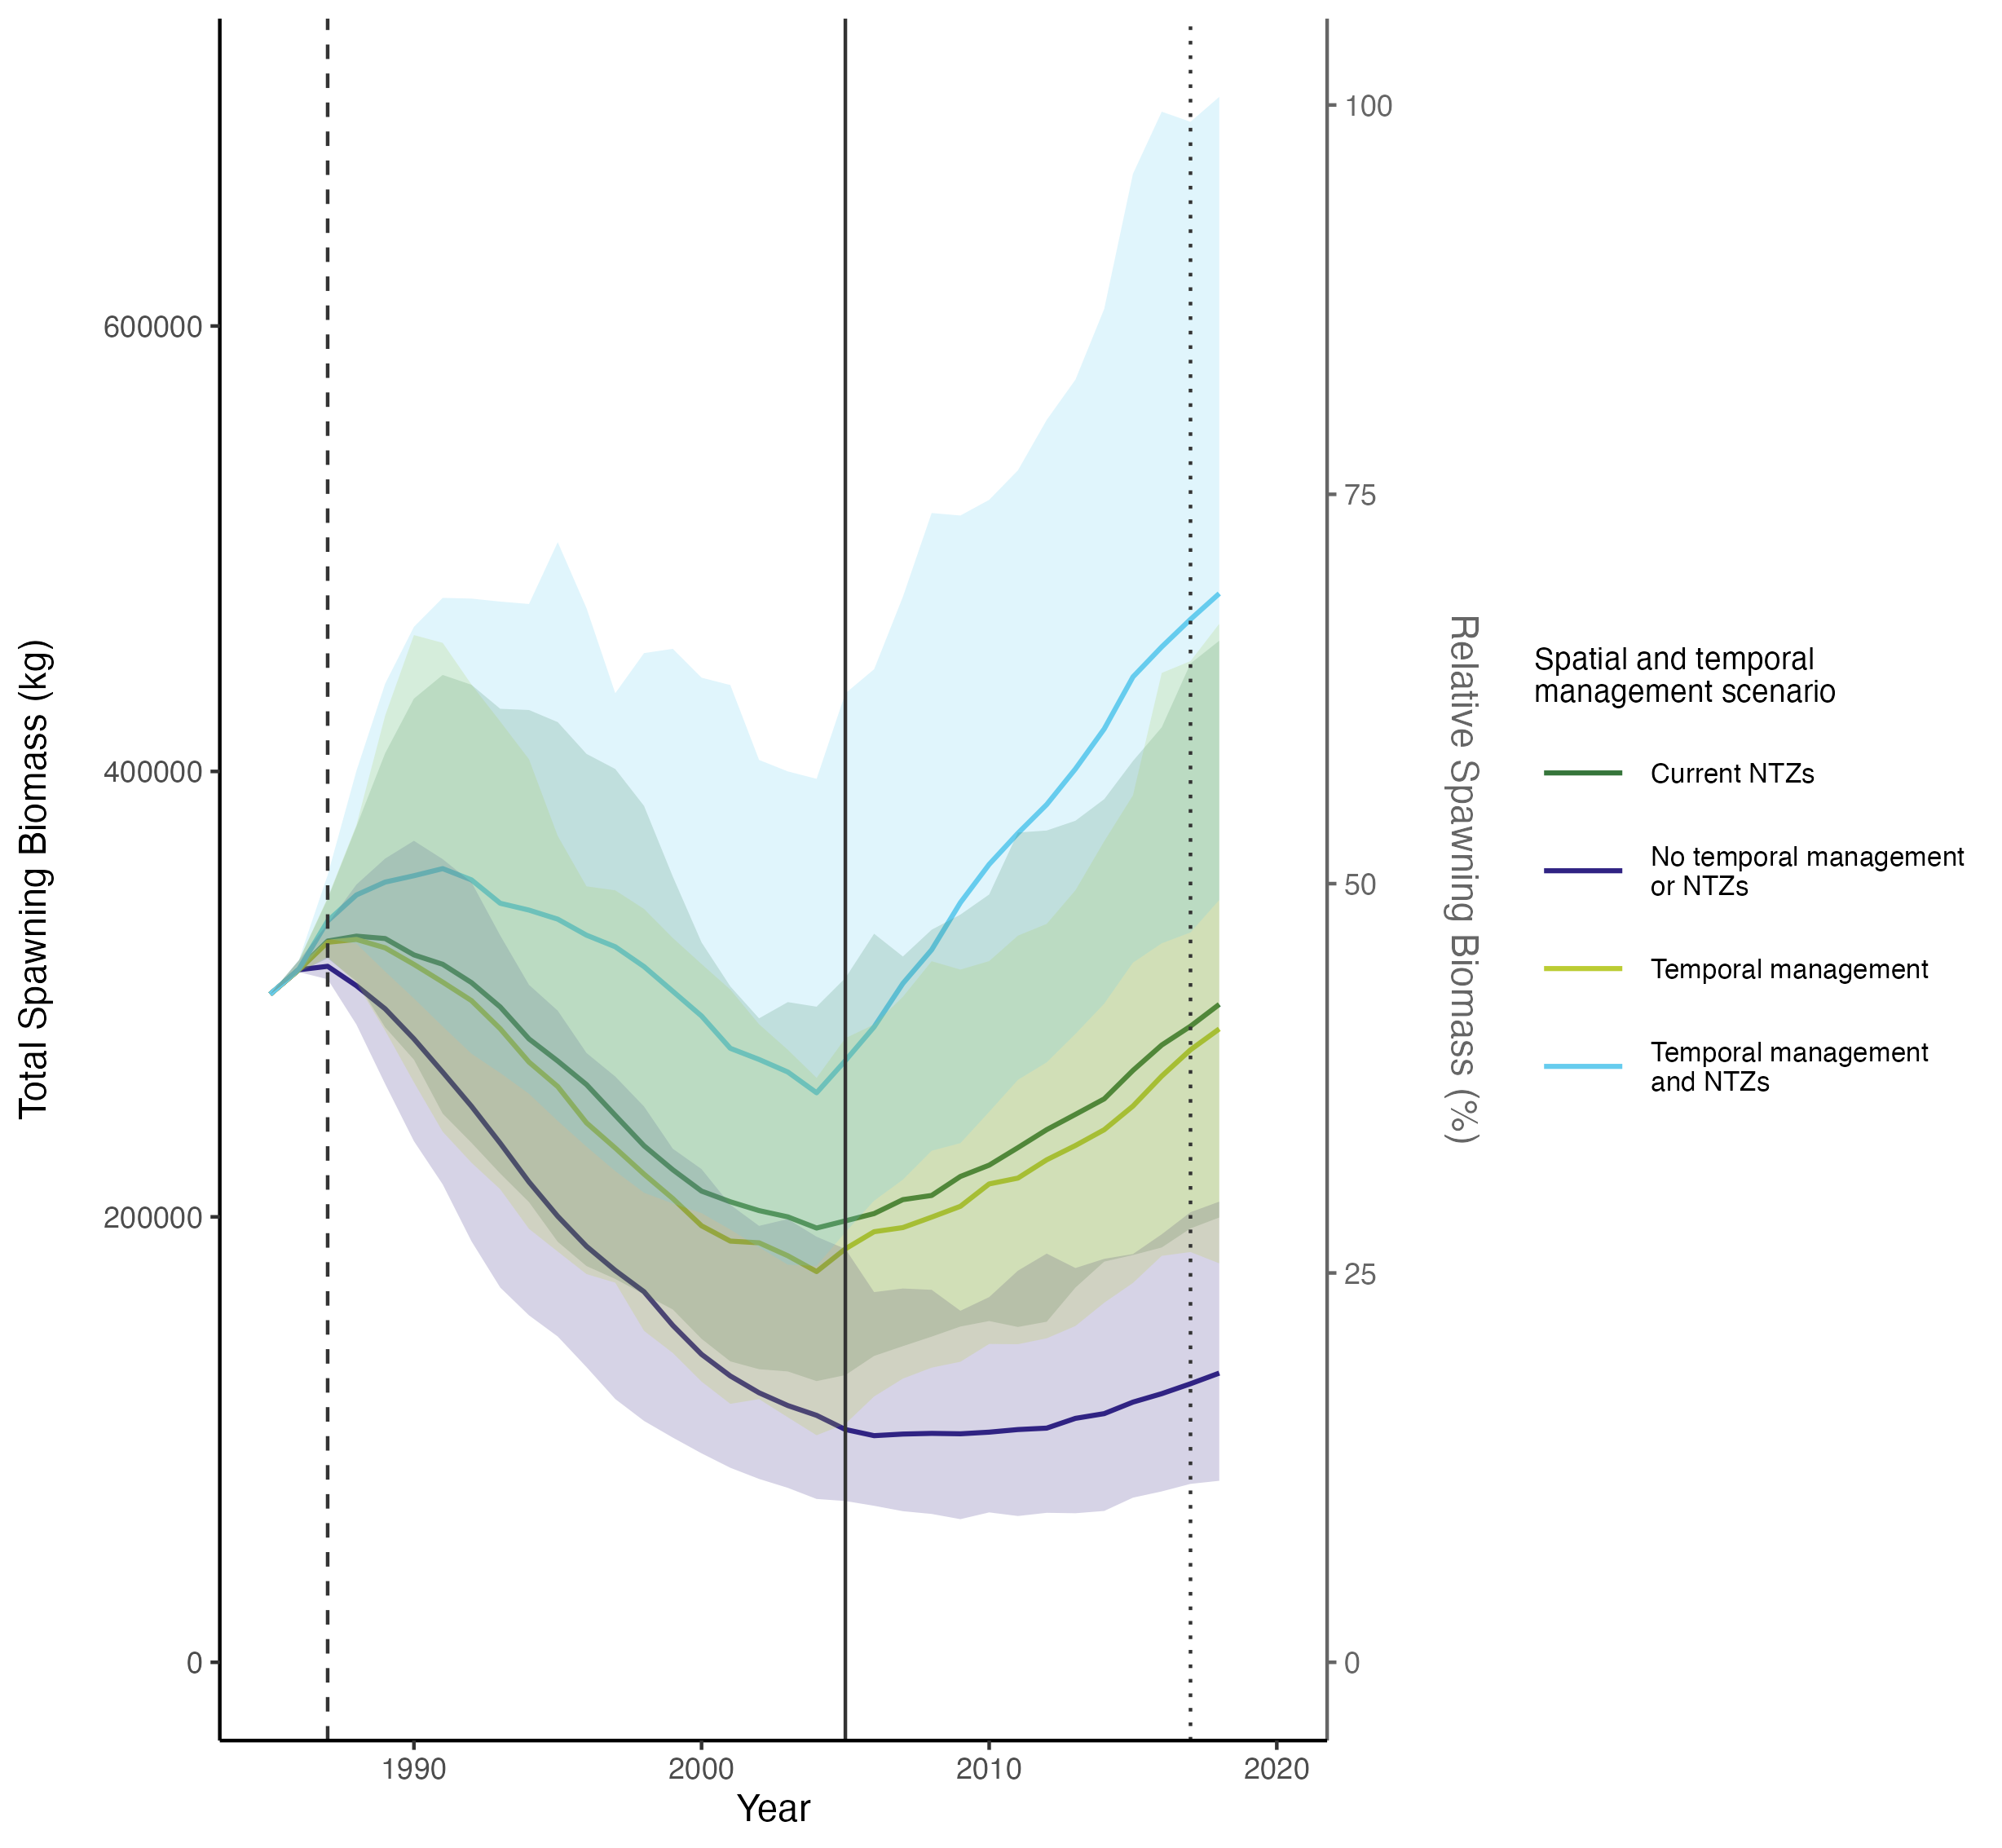 Total Spawning Biomass (kg)
600000
400000
200000
0
1990
2000
2010
2020
Year
100
75
50
25
0
Relative Spawning Biomass (%)
Spatial and temporal
management scenario
Current NTZs
No temporal management
or NTZs
Temporal management
Temporal management
and NTZs